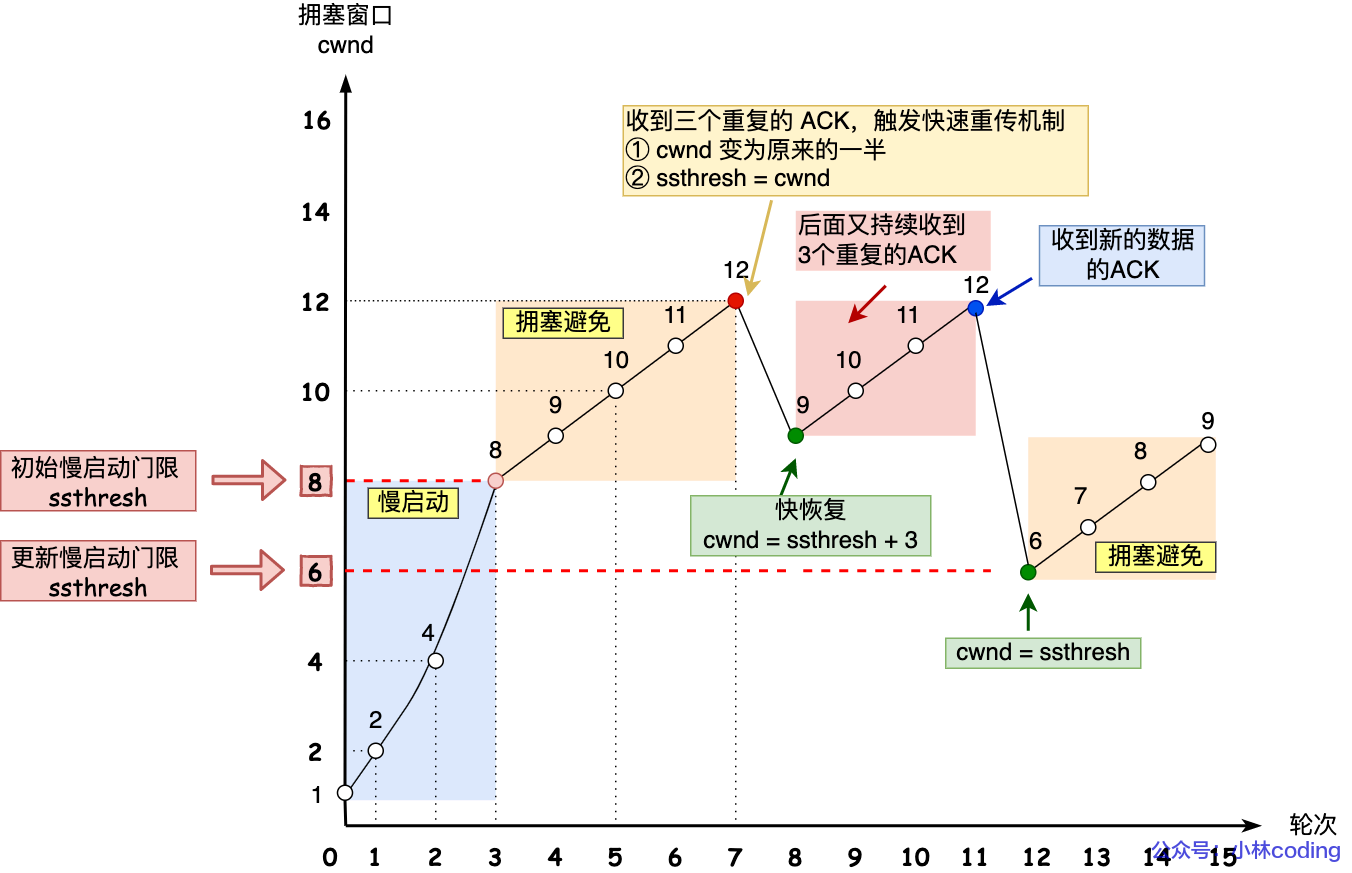 拥塞窗口
cwnd
16
14
12
10
8
6
4
2
1
初始慢启动门限
ssthresh
更新慢启动门限
ssthresh
收到三个重复的 ACK，触发快速重传机制
① cwnd 变为原来的一半
② ssthresh = cwnd
后面又持续收到
3个重复的ACK
收到新的数据
的ACK
慢启动
2
4
8
拥塞避免
9
10
11
12
快恢复
cwnd = ssthresh + 3
9
10
11
12
cwnd = ssthresh
6
7
8
9
拥塞避免
0 1 2 3 4 5 6 7 8 9 10 11 12 13 14 15
轮次
公众号：小林coding